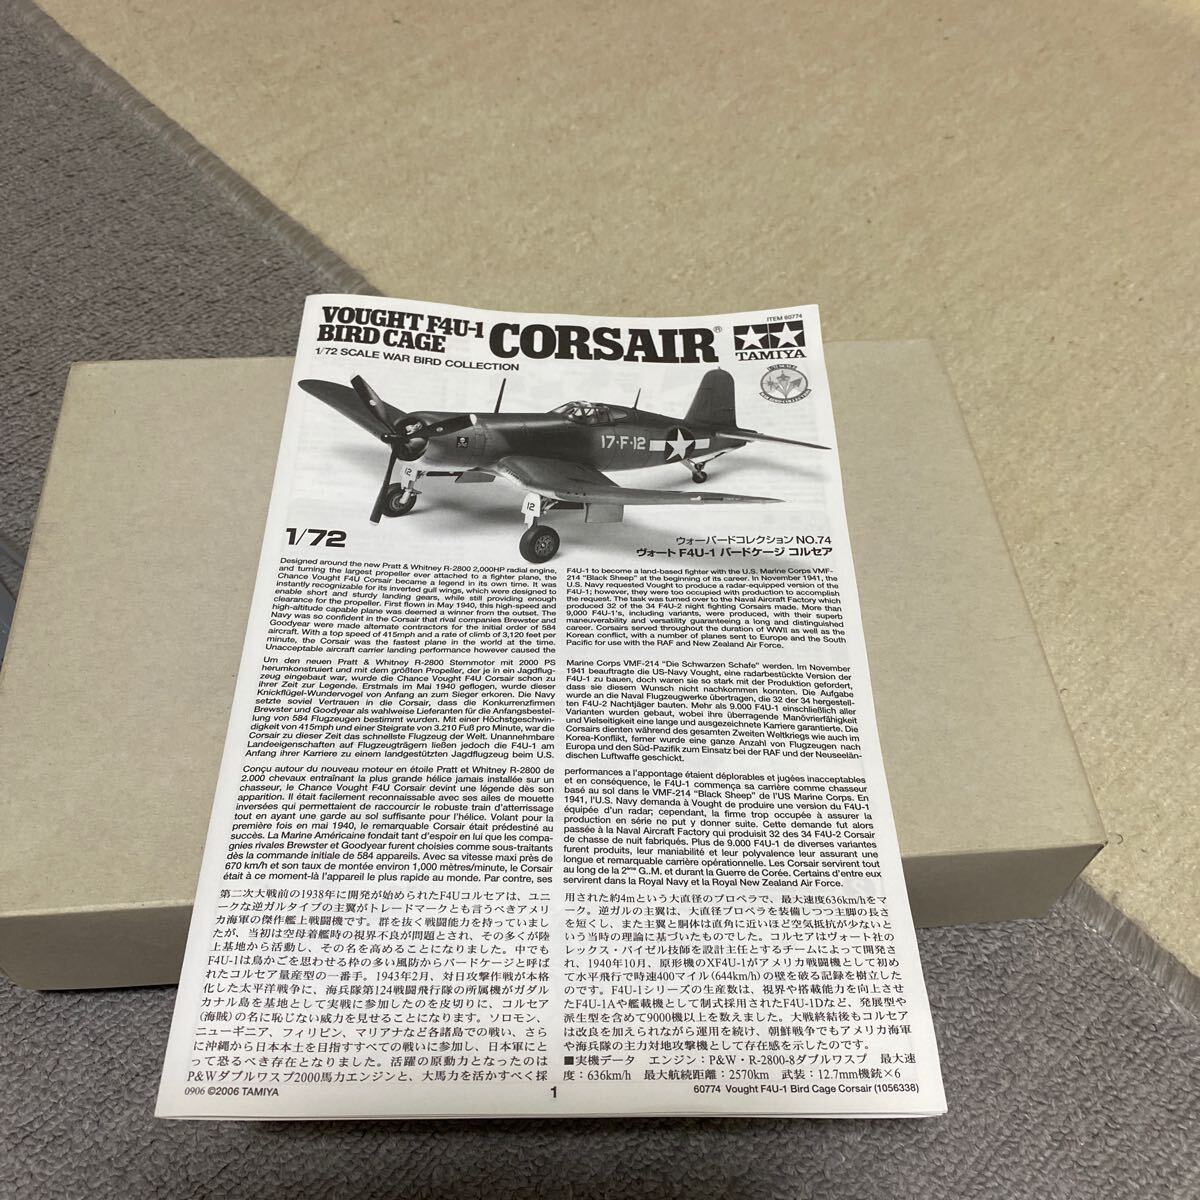 VOUGHT F4U-1
BIRD CAGE
CORSAIR®
ITEM 60774
TAMIYA
1/72 SCALE WAR BIRD COLLECTION
17-F-12
12
12
1/72
ウォーバードコレクション NO.74
ヴォート F4U-1 バードケージ コルセア
Designed around the new Pratt & Whitney R-2800 2,000HP radial engine,
and turning the largest propeller ever attached to a fighter plane, the
Chance Vought F4U Corsair became a legend in its own time. It was
instantly recognizable for its inverted gull wings, which were designed to
enable short and sturdy landing gears, while still providing enough
clearance for the propeller. First flown in May 1940, this high-speed and
high-altitude capable plane was deemed a winner from the outset. The
Navy was so confident in the Corsair that rival companies Brewster and
Goodyear were made alternate contractors for the initial order of 584
aircraft. With a top speed of 415mph and a rate of climb of 3,120 feet per
minute, the Corsair was the fastest plane in the world at the time.
Unacceptable aircraft carrier landing performance however caused the
F4U-1 to become a land-based fighter with the U.S. Marine Corps VMF-
214 "Black Sheep" at the beginning of its career. In November 1941, the
U.S. Navy requested Vought to produce a radar-equipped version of the
F4U-1; however, they were too occupied with production to accomplish
the request. The task was turned over to the Naval Aircraft Factory which
produced 32 of the 34 F4U-2 night fighting Corsairs made. More than
9,000 F4U-1's, including variants, were produced, with their superb
maneuverability and versatility guaranteeing a long and distinguished
career. Corsairs served throughout the duration of WWII as well as the
Korean conflict, with a number of planes sent to Europe and the South
Pacific for use with the RAF and New Zealand Air Force.
Um den neuen Pratt & Whitney R-2800 Sternmotor mit 2000 PS
herumkonstruiert und mit dem größten Propeller, der je in ein Jagdflug-
zeug eingebaut war, wurde die Chance Vought F4U Corsair schon zu
ihrer Zeit zur Legende. Erstmals im Mai 1940 geflogen, wurde dieser
Knickflügel-Wundervogel von Anfang an zum Sieger erkoren. Die Navy
setzte soviel Vertrauen in die Corsair, dass die Konkurrenzfirmen
Brewster und Goodyear als wahlweise Lieferanten für die Anfangsbestel-
lung von 584 Flugzeugen bestimmt wurden. Mit einer Höchstgeschwin-
digkeit von 415mph und einer Steigrate von 3.210 Fuß pro Minute, war die
Corsair zu dieser Zeit das schnellste Flugzeug der Welt. Unannehmbare
Landeeigenschaften auf Flugzeugträgern ließen jedoch die F4U-1 am
Anfang ihrer Karriere zu einem landgestützten Jagdflugzeug beim U.S.
Marine Corps VMF-214 "Die Schwarzen Schafe" werden. Im November
1941 beauftragte die US-Navy Vought, eine radarbestückte Version der
F4U-1 zu bauen, doch waren sie so stark mit der Produktion gefordert,
dass sie diesem Wunsch nicht nachkommen konnten. Die Aufgabe
wurde an die Naval Flugzeugwerke übertragen, die 32 der 34 hergestell-
ten F4U-2 Nachtjäger bauten. Mehr als 9.000 F4U-1 einschließlich aller
Varianten wurden gebaut, wobei ihre überragende Manövrierfähigkeit
und Vielseitigkeit eine lange und ausgezeichnete Karriere garantierte. Die
Corsairs dienten während des gesamten Zweiten Weltkriegs wie auch im
Korea-Konflikt, ferner wurde eine ganze Anzahl von Flugzeugen nach
Europa und den Süd-Pazifik zum Einsatz bei der RAF und der Neuseelän-
dischen Luftwaffe geschickt.
Conçu autour du nouveau moteur en étoile Pratt et Whitney R-2800 de
2.000 chevaux entraînant la plus grande hélice jamais installée sur un
chasseur, le Chance Vought F4U Corsair devint une légende dès son
apparition. Il était facilement reconnaissable avec ses ailes de mouette
inversées qui permettaient de raccourcir le robuste train d'atterrissage
tout en ayant une garde au sol suffisante pour l'hélice. Volant pour la
première fois en mai 1940, le remarquable Corsair était prédestiné au
succès. La Marine Américaine fondait tant d'espoir en lui que les compa-
gnies rivales Brewster et Goodyear furent choisies comme sous-traitants
dès la commande initiale de 584 appareils. Avec sa vitesse maxi près de
670 km/h et son taux de montée environ 1,000 mètres/minute, le Corsair
était à ce moment-là l'appareil le plus rapide au monde. Par contre, ses
performances a l'appontage étaient déplorables et jugées inacceptables
et en conséquence, le F4U-1 commença sa carrière comme chasseur
basé au sol dans le VMF-214 "Black Sheep" de l'US Marine Corps. En
1941, l'U.S. Navy demanda à Vought de produire une version du F4U-1
équipée d'un radar; cependant, la firme trop occupée à assurer la
production en série ne put y donner suite. Cette demande fut alors
passée à la Naval Aircraft Factory qui produisit 32 des 34 F4U-2 Corsair
de chasse de nuit fabriqués. Plus de 9.000 F4U-1 de diverses variantes
furent produits, leur maniabilité et leur polyvalence leur assurant une
longue et remarquable carrière opérationnelle. Les Corsair servirent tout
au long de la 2ème G..M. et durant la Guerre de Corée. Certains d'entre eux
servirent dans la Royal Navy et la Royal New Zealand Air Force.
第二次大戦前の1938年に開発が始められたF4Uコルセアは、ユニ
ークな逆ガルタイプの主翼がトレードマークとも言うべきアメリ
カ海軍の傑作艦上戦闘機です。群を抜く戦闘能力を持っていまし
たが、当初は空母着艦時の視界不良が問題とされ、その多くが陸
上基地から活動し、その名を高めることになりました。中でも
F4U-1は鳥かごを思わせる枠の多い風防からバードケージと呼ば
れたコルセア量産型の一番手。1943年2月、対日攻撃作戦が本格
化した太平洋戦争に、海兵隊第124戦闘飛行隊の所属機がガダル
カナル島を基地として実戦に参加したのを皮切りに、コルセア
(海賊)の名に恥じない威力を見せることになります。ソロモン、
ニューギニア、フィリピン、マリアナなど各諸島での戦い、さら
に沖縄から日本本土を目指すすべての戦いに参加し、日本軍にと
って恐るべき存在となりました。活躍の原動力となったのは
P&Wダブルワスプ2000馬力エンジンと、大馬力を活かすべく採
用された約4mという大直径のプロペラで、最大速度636km/hをマ
ーク。逆ガルの主翼は、大直径プロペラを装備しつつ主脚の長さ
を短くし、また主翼と胴体は直角に近いほど空気抵抗が少ないと
いう当時の理論に基づいたものでした。コルセアはヴォート社の
レックス・バイゼル技師を設計主任とするチームによって開発さ
れ、1940年10月、原形機のXF4U-1がアメリカ戦闘機として初め
て水平飛行で時速400マイル(644km/h)の壁を破る記録を樹立した
のです。F4U-1シリーズの生産数は、視界や搭載能力を向上させ
たF4U-1Aや艦載機として制式採用されたF4U-1Dなど、発展型や
派生型を含めて9000機以上を数えました。大戦終結後もコルセア
は改良を加えられながら運用を続け、朝鮮戦争でもアメリカ海軍
や海兵隊の主力対地攻撃機として存在感を示したのです。
■実機データ エンジン：P&W・R-2800-8ダブルワスプ 最大速
度：636km/h 最大航続距離：2570km 武装：12.7mm機銃×6
0906 ©2006 TAMIYA
1
60774 Vought F4U-1 Bird Cage Corsair (1056338)